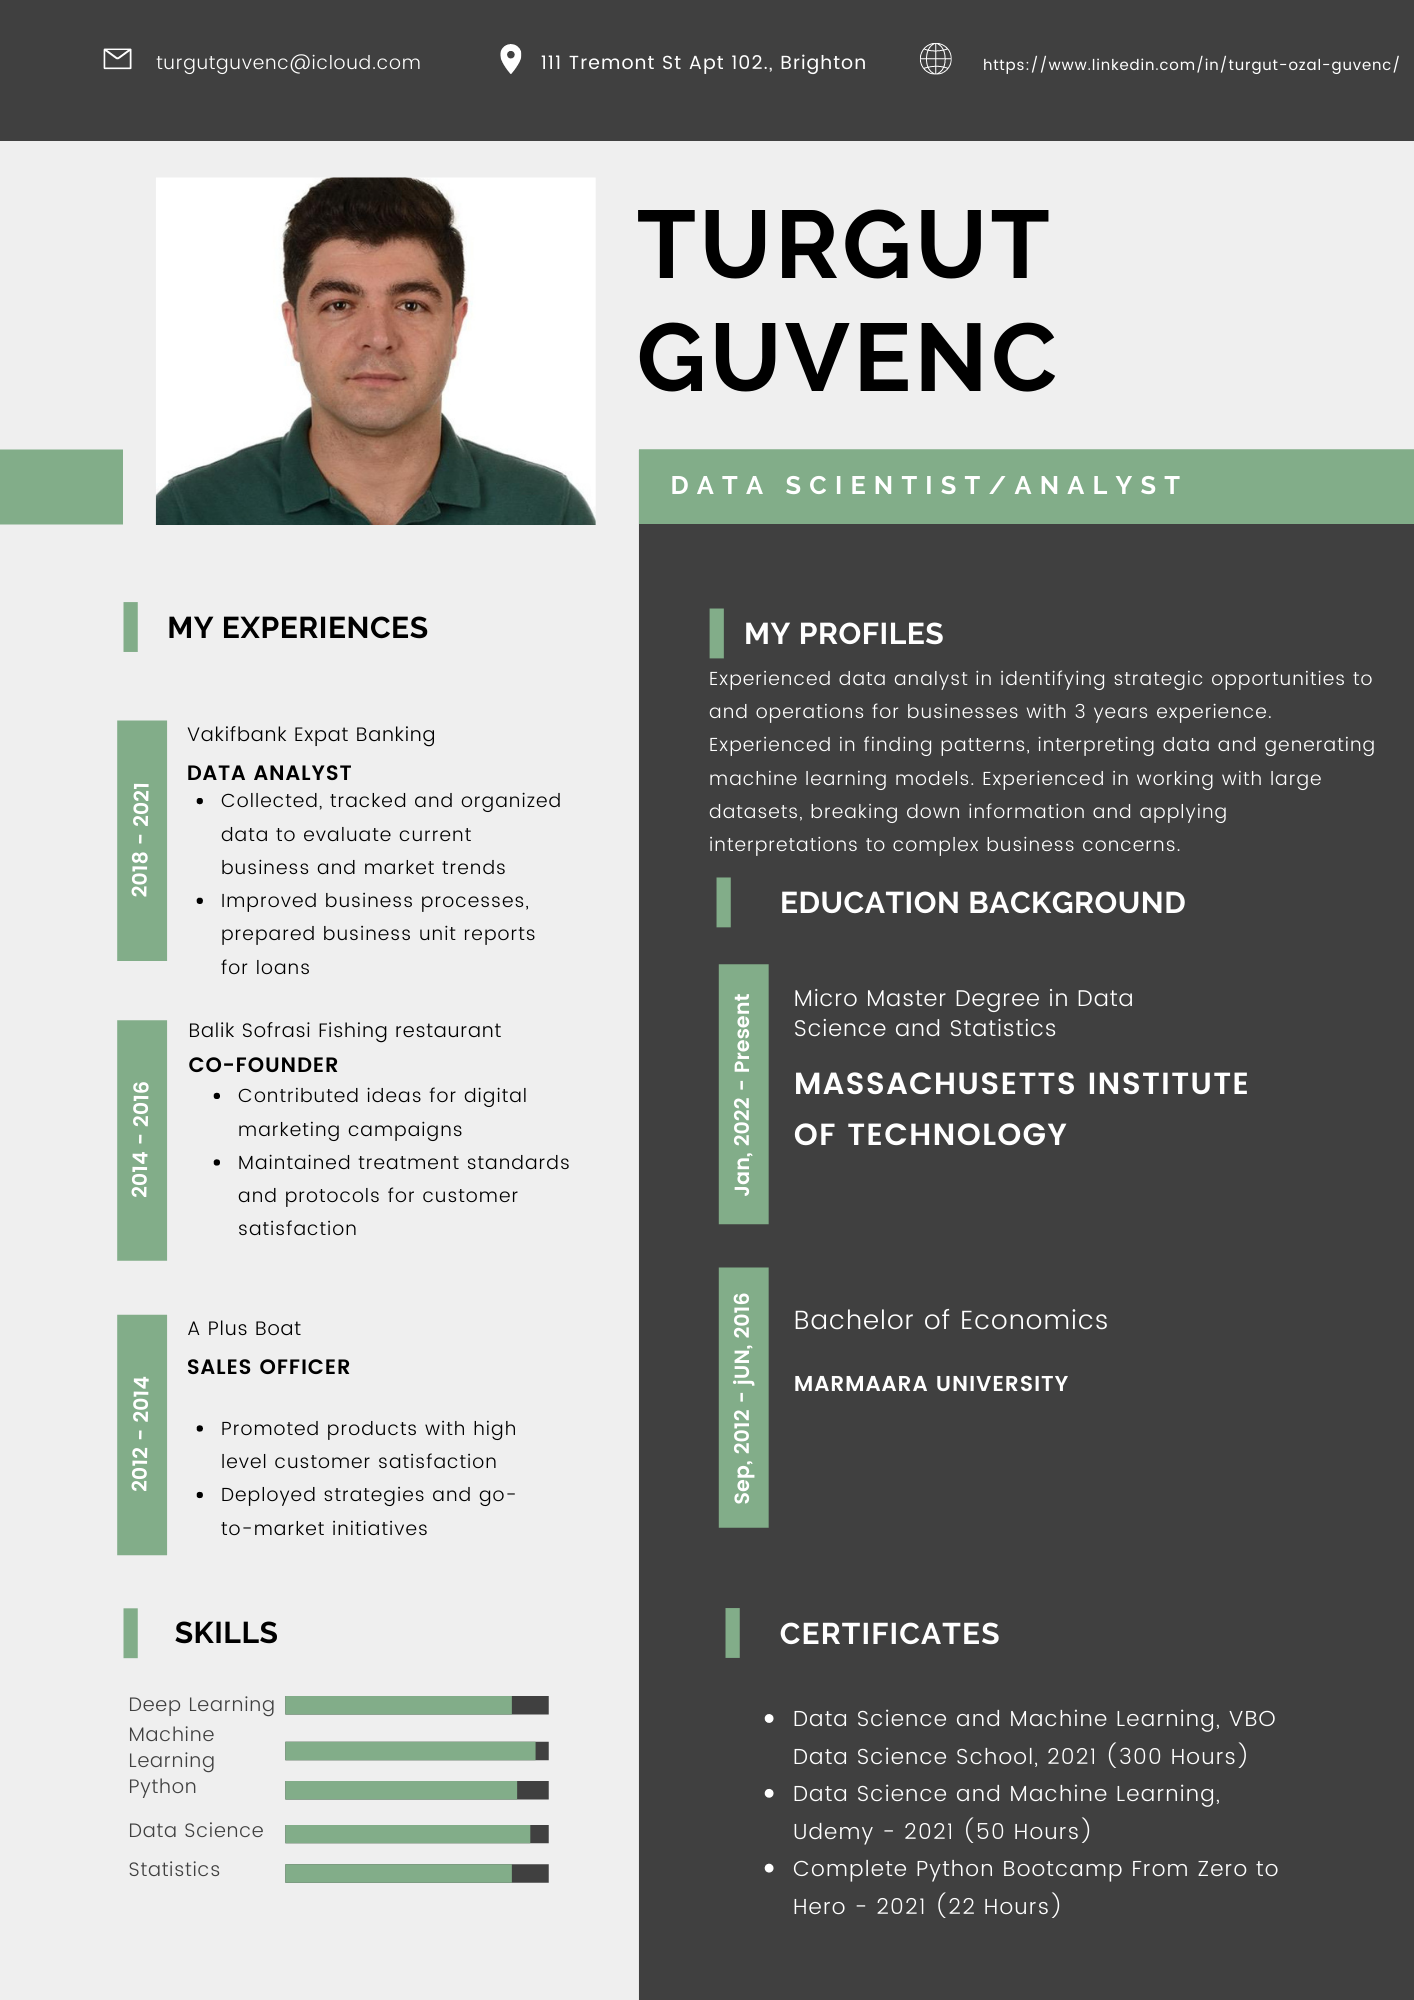 turgutguvenc@icloud.com
111 Tremont St Apt 102., Brighton
https://www.linkedin.com/in/turgut-ozal-guvenc/
TURGUT
GUVENC
DATA SCIENTIST/ANALYST
MY EXPERIENCES
2018 - 2021
Vakifbank Expat Banking
DATA ANALYST
• Collected, tracked and organized
data to evaluate current
business and market trends
• Improved business processes,
prepared business unit reports
for loans
2014 - 2016
Balik Sofrasi Fishing restaurant
CO-FOUNDER
• Contributed ideas for digital
marketing campaigns
• Maintained treatment standards
and protocols for customer
satisfaction
2012 - 2014
A Plus Boat
SALES OFFICER
• Promoted products with high
level customer satisfaction
• Deployed strategies and go-
to-market initiatives
SKILLS
Deep Learning
Machine
Learning
Python
Data Science
Statistics
MY PROFILES
Experienced data analyst in identifying strategic opportunities to
and operations for businesses with 3 years experience.
Experienced in finding patterns, interpreting data and generating
machine learning models. Experienced in working with large
datasets, breaking down information and applying
interpretations to complex business concerns.
EDUCATION BACKGROUND
Jan, 2022 - Present
Micro Master Degree in Data
Science and Statistics
MASSACHUSETTS INSTITUTE
OF TECHNOLOGY
Sep, 2012 - jUN, 2016
Bachelor of Economics
MARMAARA UNIVERSITY
CERTIFICATES
• Data Science and Machine Learning, VBO
Data Science School, 2021 (300 Hours)
• Data Science and Machine Learning,
Udemy - 2021 (50 Hours)
• Complete Python Bootcamp From Zero to
Hero - 2021 (22 Hours)